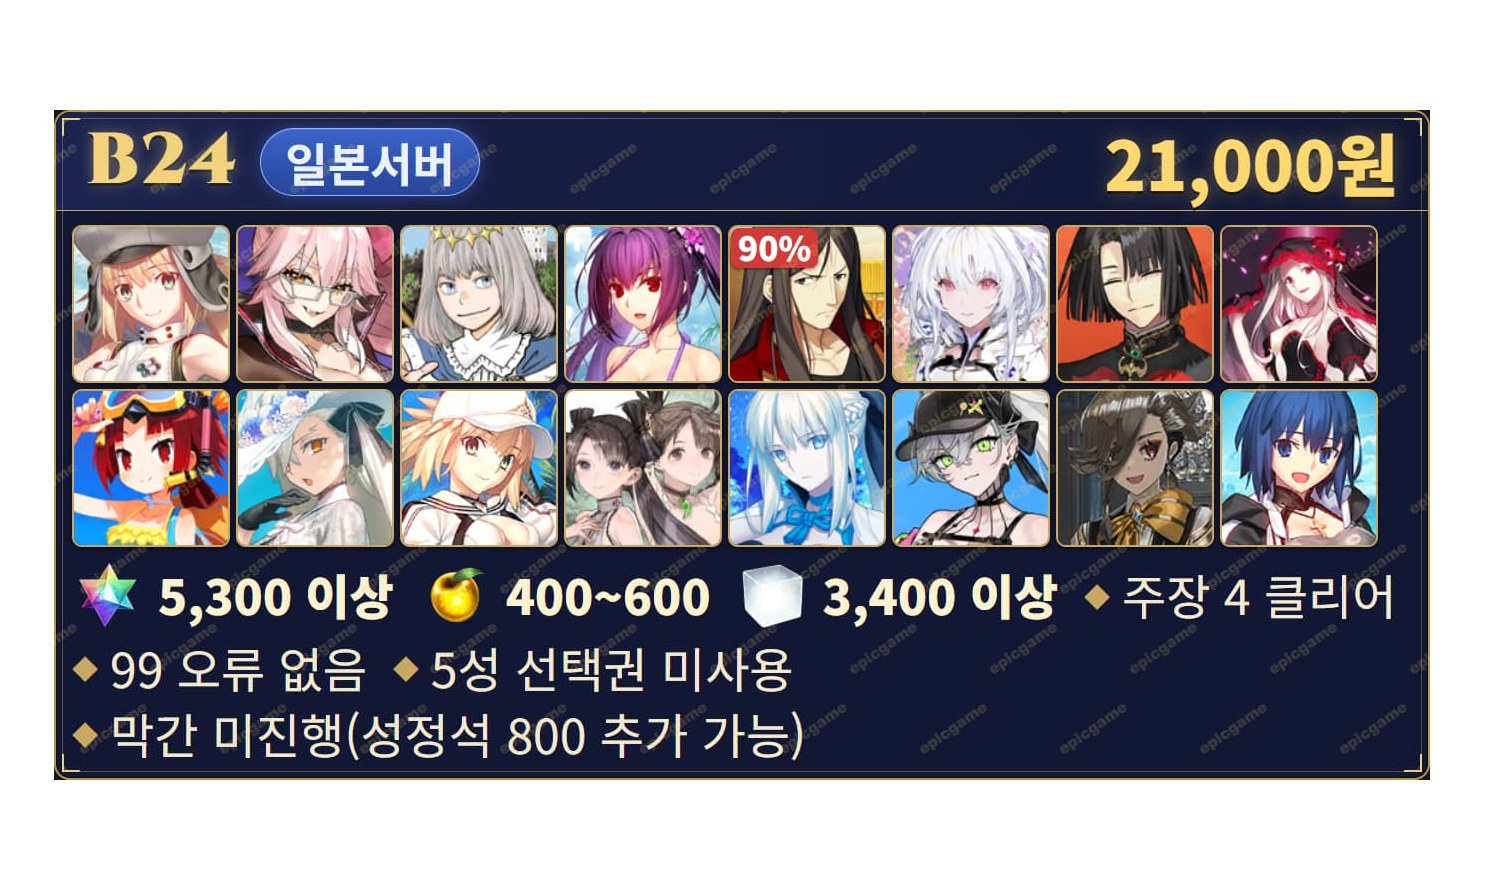 B24 일본서버 21,000원
90%
5,300 이상 400~600 3,400 이상 ◆ 주장 4 클리어
◆ 99 오류 없음 ◆ 5성 선택권 미사용
◆ 막간 미진행(성정석 800 추가 가능)
epicgame